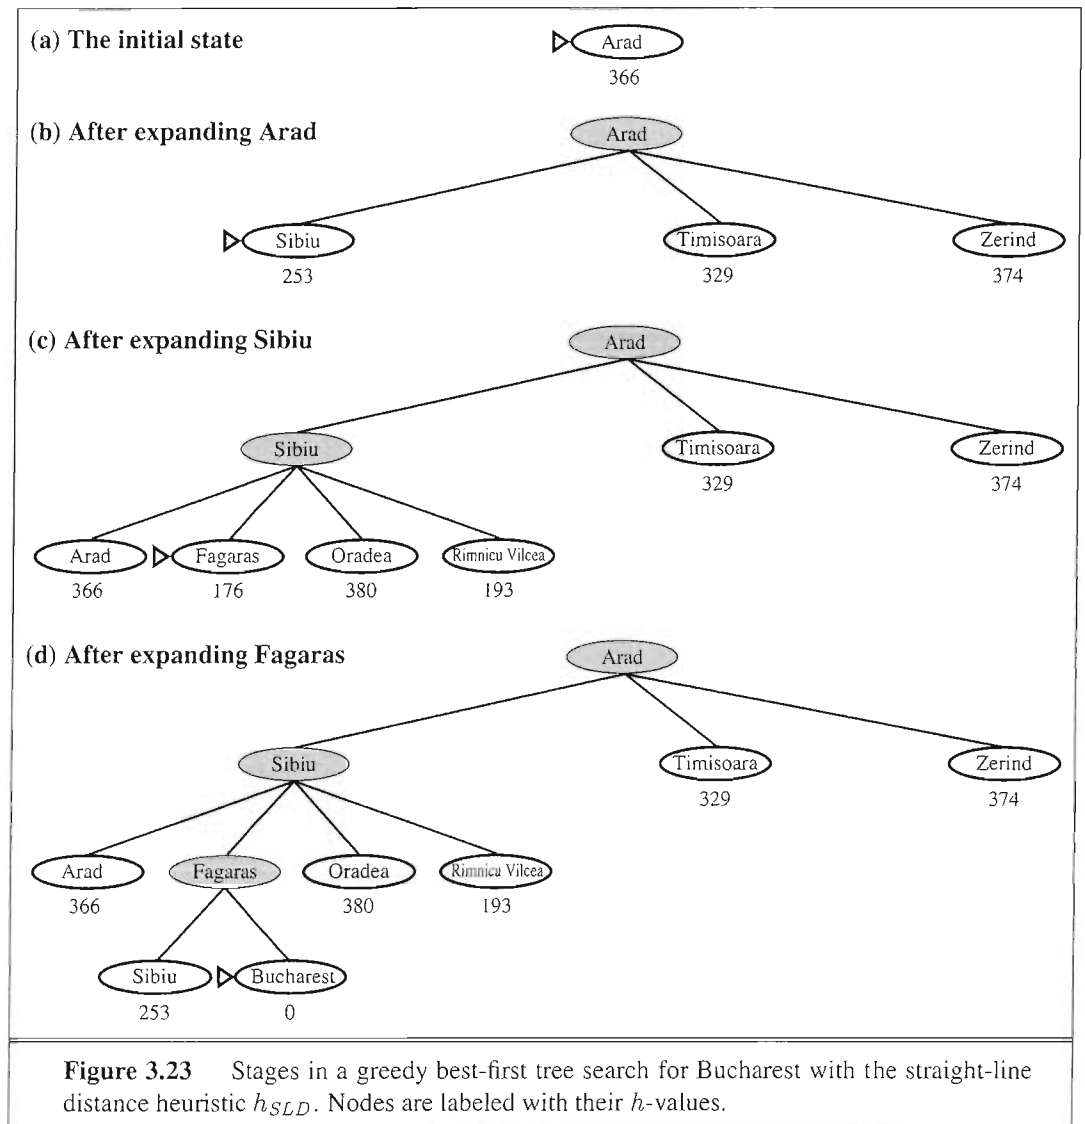 (a) The initial state
Arad
366
(b) After expanding Arad
Arad
Sibiu
Timisoara
Zerind
253
329
374
(c) After expanding Sibiu
Arad
Sibiu
Timisoara
Zerind
329
374
Arad
Fagaras
Oradea
Rimnicu Vilcea
366
176
380
193
(d) After expanding Fagaras
Arad
Sibiu
Timisoara
Zerind
329
374
Arad
Fagaras
Oradea
Rimnicu Vilcea
366
380
193
Sibiu
Bucharest
253
0
Figure 3.23 Stages in a greedy best-first tree search for Bucharest with the straight-line
distance heuristic hSLD. Nodes are labeled with their h-values.